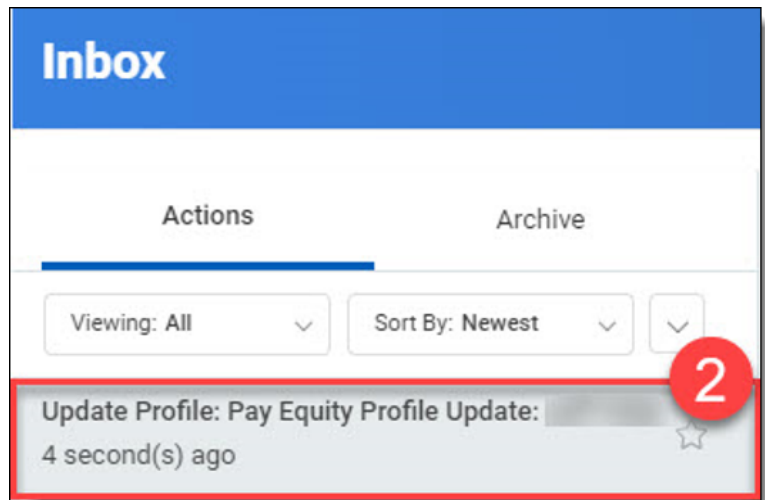 Inbox
Actions Archive
Viewing: All Sort By: Newest
2
Update Profile: Pay Equity Profile Update:
4 second(s) ago